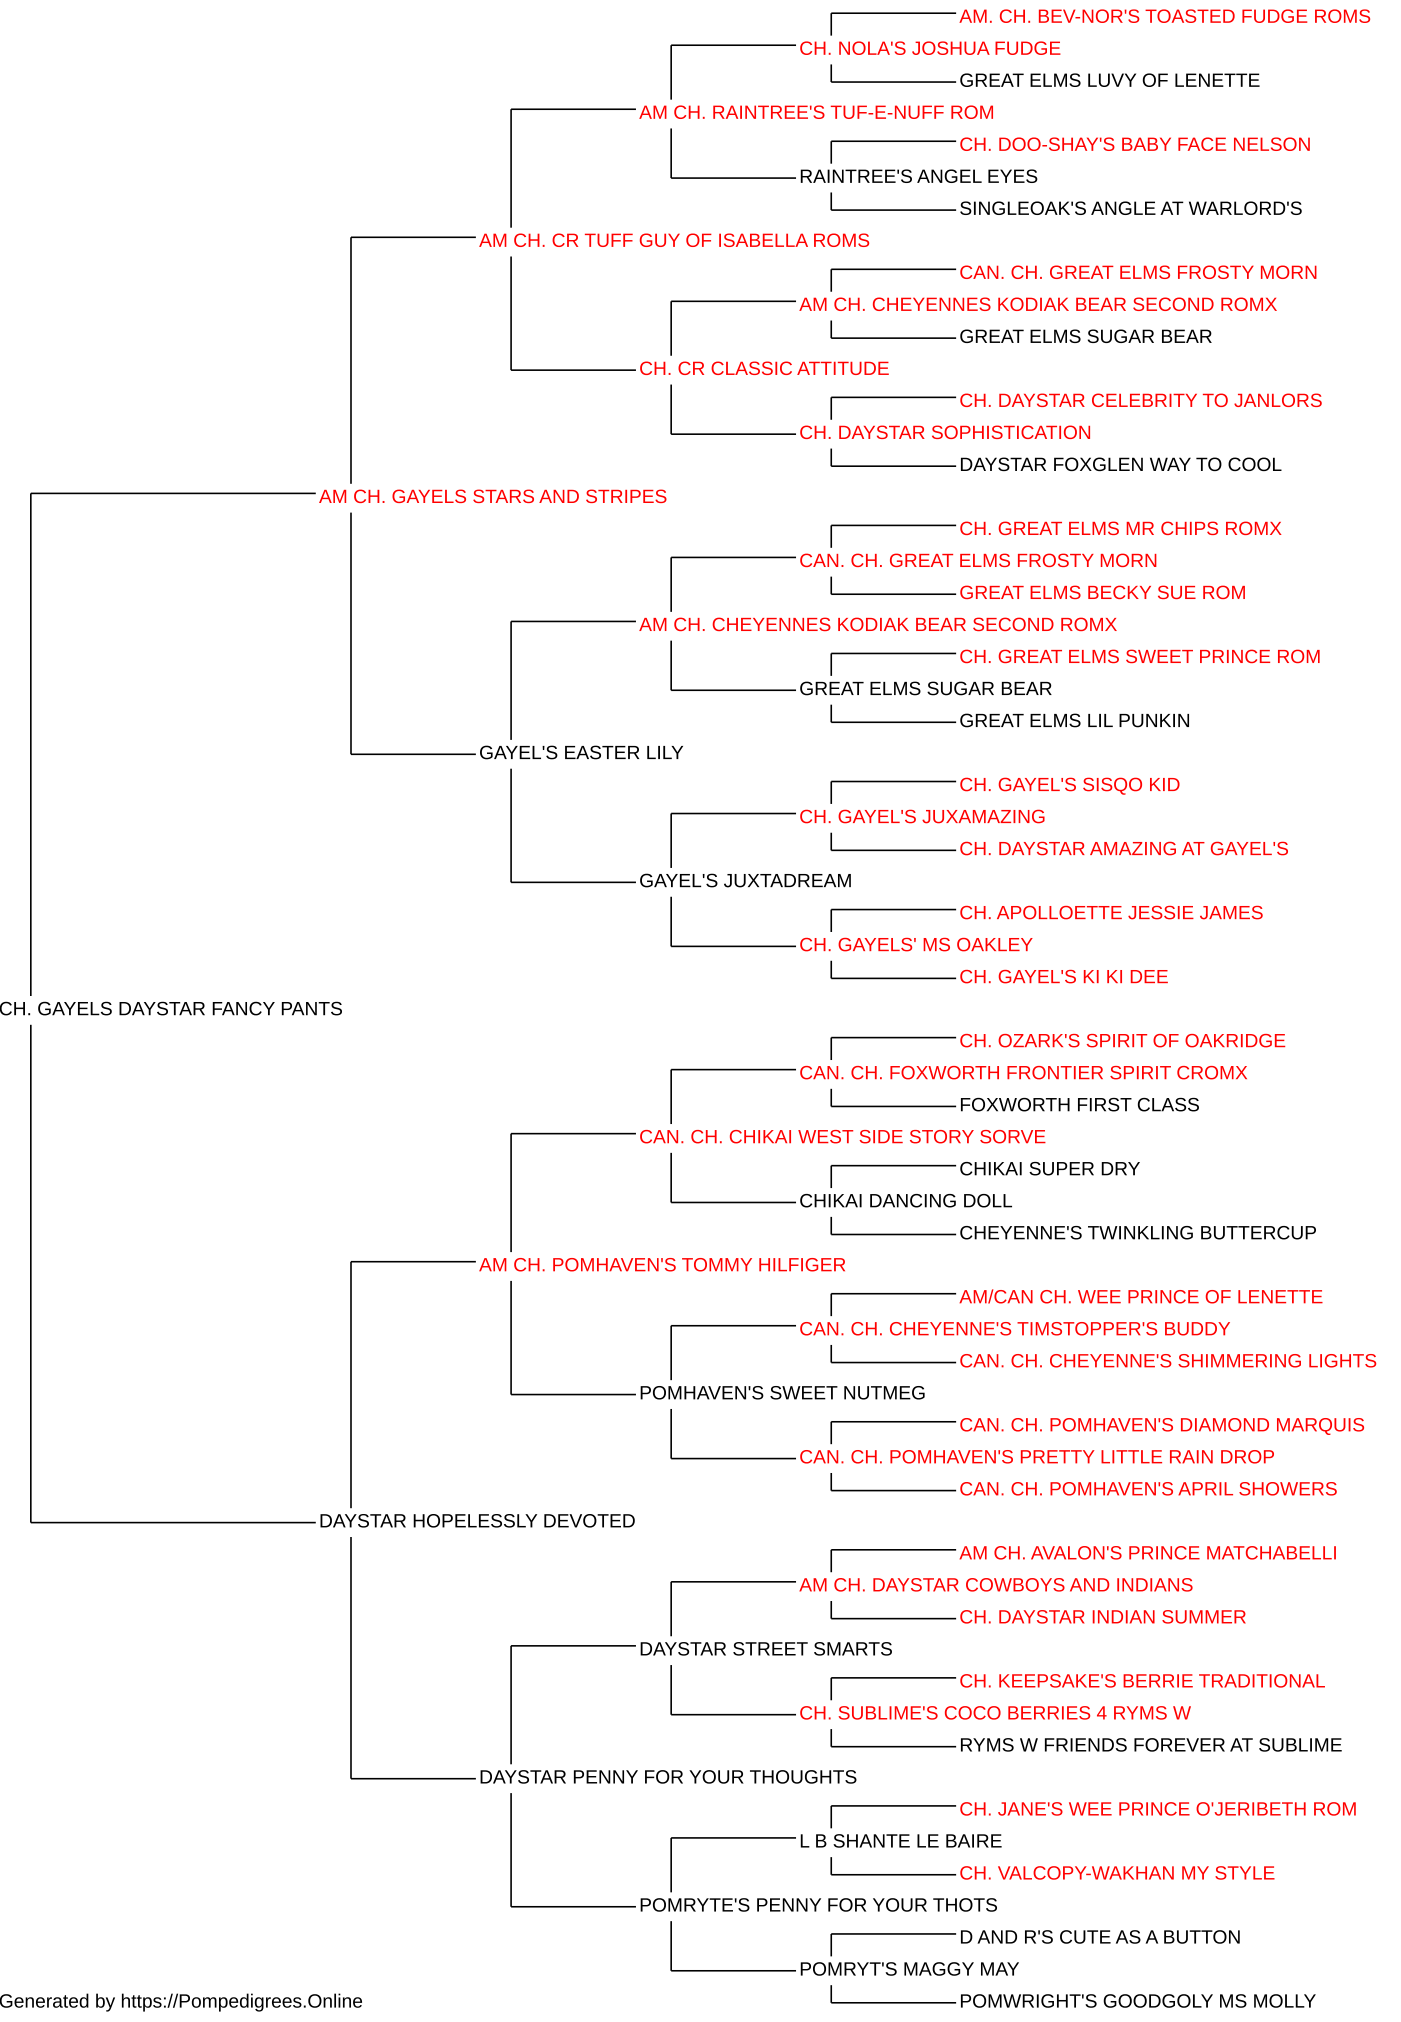 AM. CH. BEV-NOR'S TOASTED FUDGE ROMS
CH. NOLA'S JOSHUA FUDGE
GREAT ELMS LUVY OF LENETTE
AM CH. RAINTREE'S TUF-E-NUFF ROM
CH. DOO-SHAY'S BABY FACE NELSON
RAINTREE'S ANGEL EYES
SINGLEOAK'S ANGLE AT WARLORD'S
AM CH. CR TUFF GUY OF ISABELLA ROMS
CAN. CH. GREAT ELMS FROSTY MORN
AM CH. CHEYENNES KODIAK BEAR SECOND ROMX
GREAT ELMS SUGAR BEAR
CH. CR CLASSIC ATTITUDE
CH. DAYSTAR CELEBRITY TO JANLORS
CH. DAYSTAR SOPHISTICATION
DAYSTAR FOXGLEN WAY TO COOL
AM CH. GAYELS STARS AND STRIPES
CH. GREAT ELMS MR CHIPS ROMX
CAN. CH. GREAT ELMS FROSTY MORN
GREAT ELMS BECKY SUE ROM
AM CH. CHEYENNES KODIAK BEAR SECOND ROMX
CH. GREAT ELMS SWEET PRINCE ROM
GREAT ELMS SUGAR BEAR
GREAT ELMS LIL PUNKIN
GAYEL'S EASTER LILY
CH. GAYEL'S SISQO KID
CH. GAYEL'S JUXAMAZING
CH. DAYSTAR AMAZING AT GAYEL'S
GAYEL'S JUXTADREAM
CH. APOLLOETTE JESSIE JAMES
CH. GAYELS' MS OAKLEY
CH. GAYEL'S KI KI DEE
CH. GAYELS DAYSTAR FANCY PANTS
CH. OZARK'S SPIRIT OF OAKRIDGE
CAN. CH. FOXWORTH FRONTIER SPIRIT CROMX
FOXWORTH FIRST CLASS
CAN. CH. CHIKAI WEST SIDE STORY SORVE
CHIKAI SUPER DRY
CHIKAI DANCING DOLL
CHEYENNE'S TWINKLING BUTTERCUP
AM CH. POMHAVEN'S TOMMY HILFIGER
AM/CAN CH. WEE PRINCE OF LENETTE
CAN. CH. CHEYENNE'S TIMSTOPPER'S BUDDY
CAN. CH. CHEYENNE'S SHIMMERING LIGHTS
POMHAVEN'S SWEET NUTMEG
CAN. CH. POMHAVEN'S DIAMOND MARQUIS
CAN. CH. POMHAVEN'S PRETTY LITTLE RAIN DROP
CAN. CH. POMHAVEN'S APRIL SHOWERS
DAYSTAR HOPELESSLY DEVOTED
AM CH. AVALON'S PRINCE MATCHABELLI
AM CH. DAYSTAR COWBOYS AND INDIANS
CH. DAYSTAR INDIAN SUMMER
DAYSTAR STREET SMARTS
CH. KEEPSAKE'S BERRIE TRADITIONAL
CH. SUBLIME'S COCO BERRIES 4 RYMS W
RYMS W FRIENDS FOREVER AT SUBLIME
DAYSTAR PENNY FOR YOUR THOUGHTS
CH. JANE'S WEE PRINCE O'JERIBETH ROM
L B SHANTE LE BAIRE
CH. VALCOPY-WAKHAN MY STYLE
POMRYTE'S PENNY FOR YOUR THOTS
D AND R'S CUTE AS A BUTTON
POMRYT'S MAGGY MAY
POMWRIGHT'S GOODGOLY MS MOLLY
Generated by https://Pompedigrees.Online